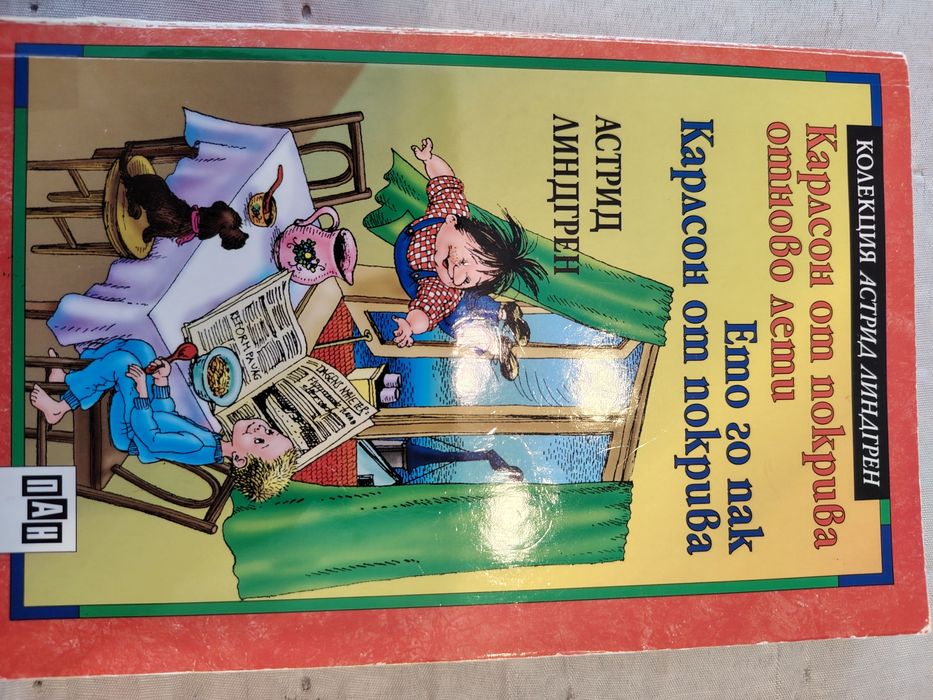 КОЛЕКЦИЯ АСТРИД ЛИНДГРЕН
Карлсон от покрива
отново лети
Ето го пак
Карлсон от покрива
АСТРИД
ЛИНДГРЕН
ПАН